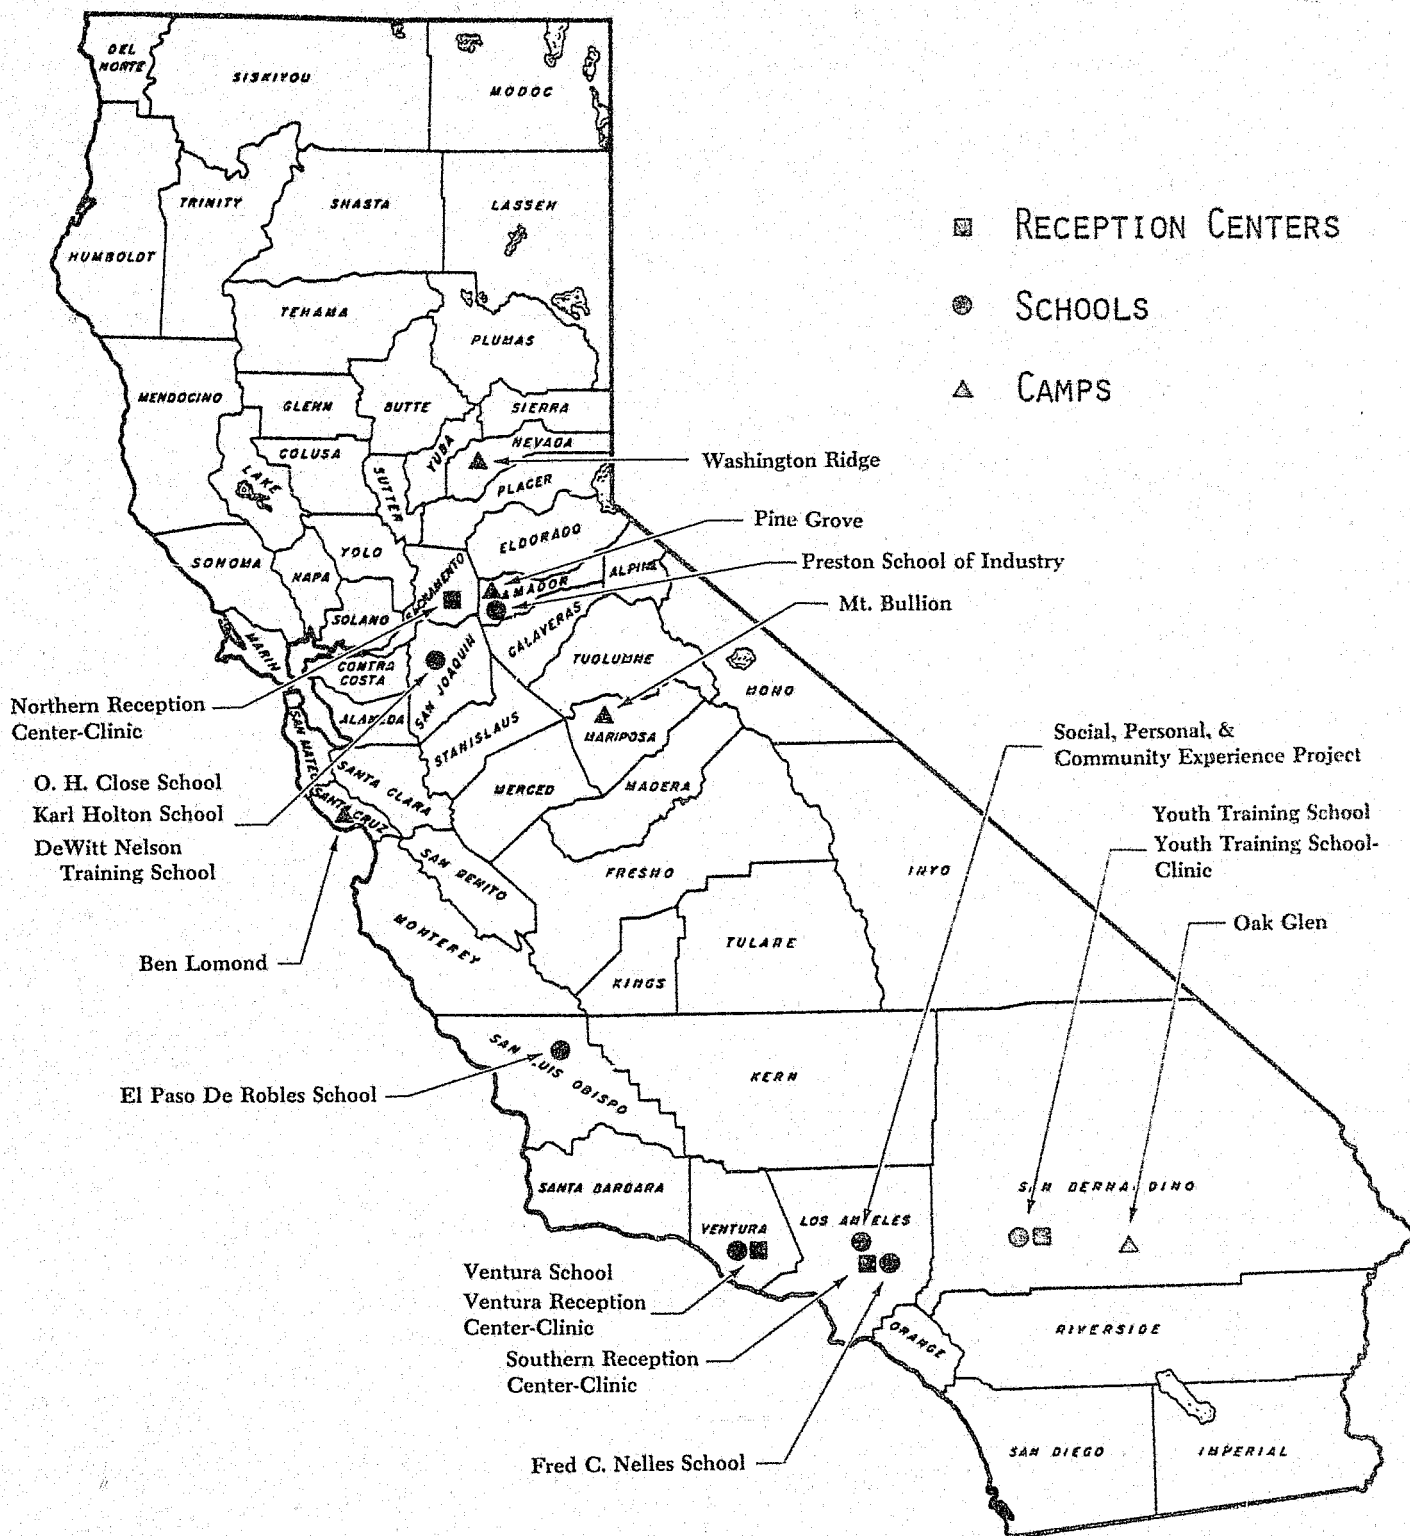 DEL
NORTE
SISKIYOU
MODOC
TRINITY
SHASTA
LASSEN
HUMBOLDT
■ RECEPTION CENTERS
● SCHOOLS
▲ CAMPS
TEHAMA
PLUMAS
MENDOCINO
GLENN
BUTTE
SIERRA
COLUSA
YUBA
NEVADA
LAKE
SUTTER
PLACER
Washington Ridge
Pine Grove
ELDORADO
YOLO
SONOMA
NAPA
Preston School of Industry
ALPINE
AMADOR
SACRAMENTO
Mt. Bullion
SOLANO
CALAVERAS
MARIN
CONTRA
COSTA
SAN JOAQUIN
TUOLUMNE
MONO
Northern Reception
Center-Clinic
ALAMEDA
STANISLAUS
MARIPOSA
SAN MATEO
Social, Personal, &
Community Experience Project
O. H. Close School
Karl Holton School
DeWitt Nelson
Training School
SANTA CLARA
SANTA CRUZ
MERCED
MADERA
Youth Training School
Youth Training School-
Clinic
SAN BENITO
FRESNO
INYO
Oak Glen
MONTEREY
TULARE
Ben Lomond
KINGS
SAN LUIS OBISPO
KERN
El Paso De Robles School
SANTA BARBARA
SAN BERNARDINO
VENTURA
LOS ANGELES
Ventura School
Ventura Reception
Center-Clinic
Southern Reception
Center-Clinic
ORANGE
RIVERSIDE
Fred C. Nelles School
SAN DIEGO
IMPERIAL